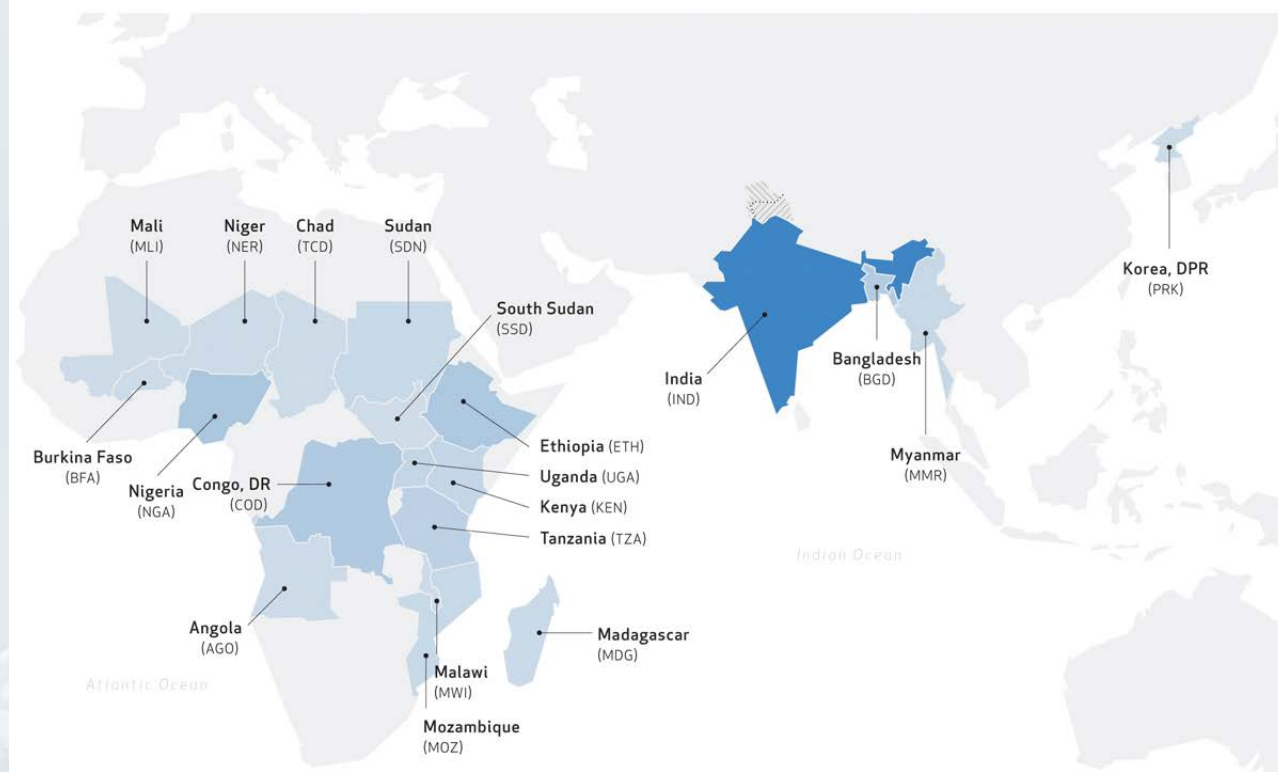 Mali
(MLI)
Niger
(NER)
Chad
(TCD)
Sudan
(SDN)
South Sudan
(SSD)
Korea, DPR
(PRK)
India
(IND)
Bangladesh
(BGD)
Myanmar
(MMR)
Burkina Faso
(BFA)
Nigeria
(NGA)
Congo, DR
(COD)
Ethiopia (ETH)
Uganda (UGA)
Kenya (KEN)
Tanzania (TZA)
Indian Ocean
Angola
(AGO)
Madagascar
(MDG)
Malawi
(MWI)
Atlantic Ocean
Mozambique
(MOZ)